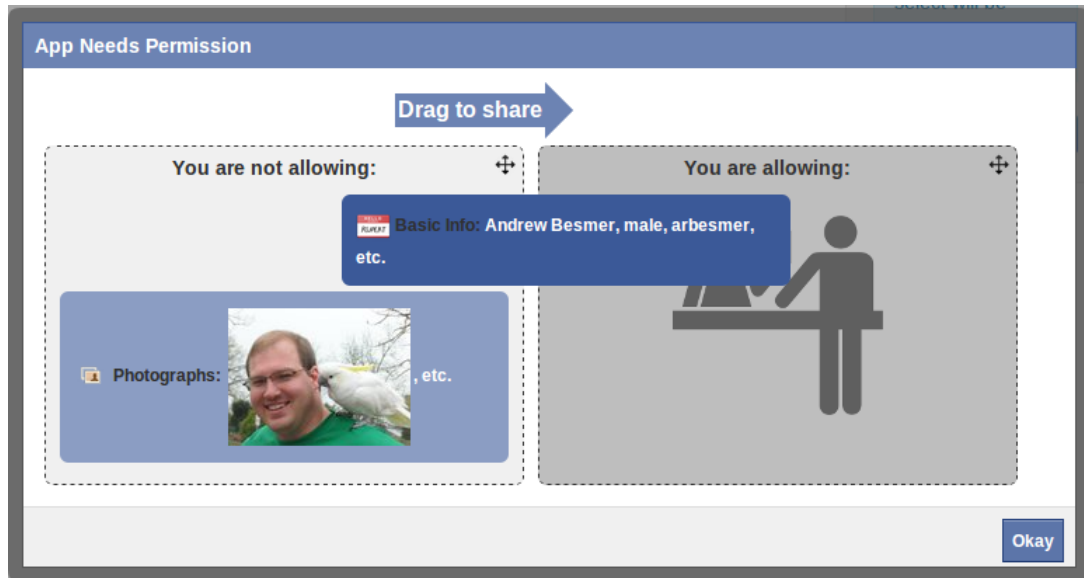 App Needs Permission
Drag to share
You are not allowing:
You are allowing:
Basic Info: Andrew Besmer, male, arbesmer,
etc.
Photographs: , etc.
Okay